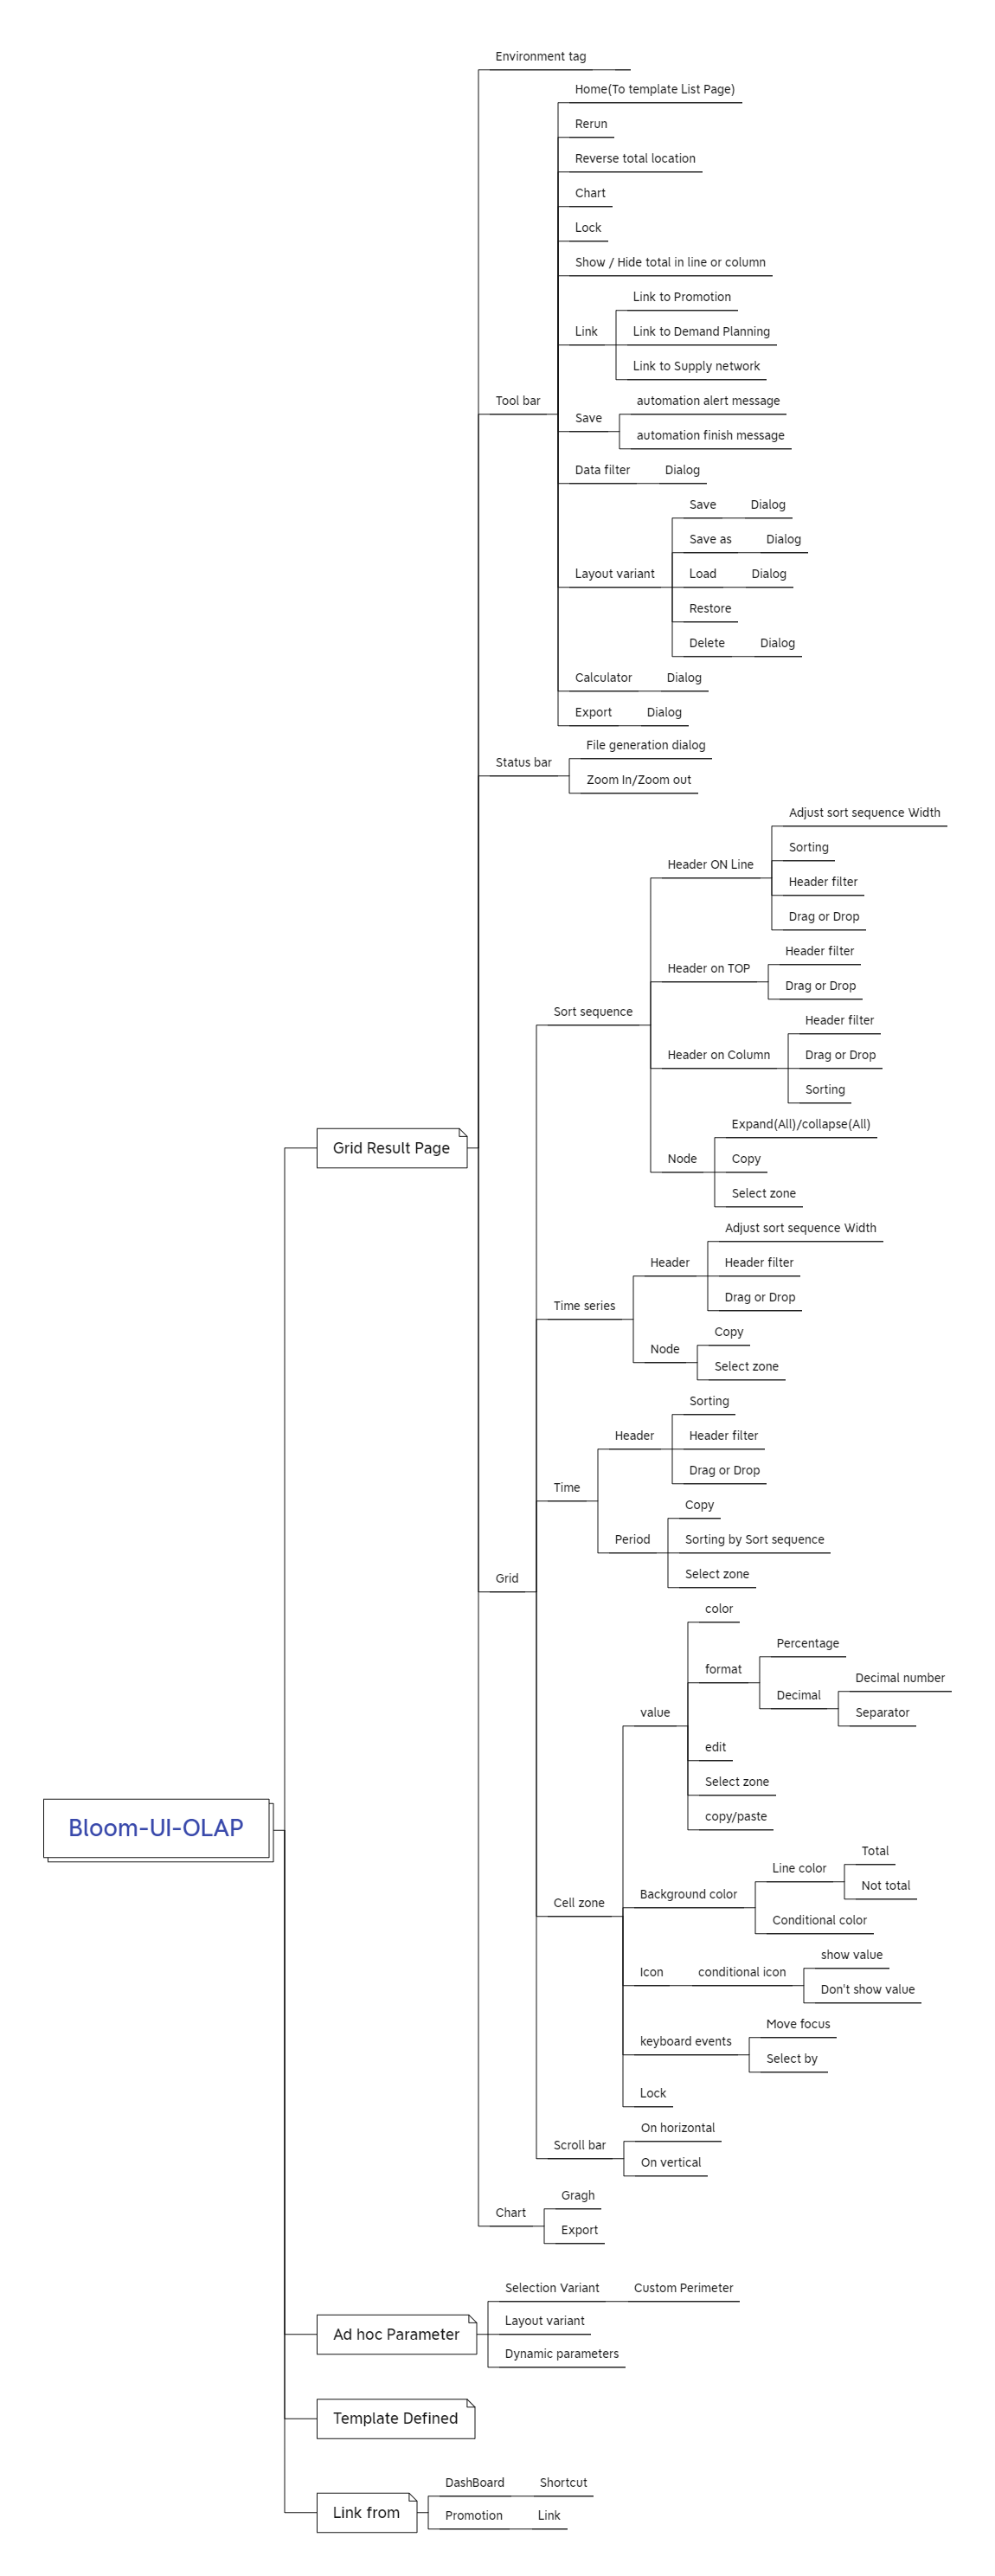 Environment tag
Home(To template List Page)
Rerun
Reverse total location
Chart
Lock
Show / Hide total in line or column
Link to Promotion
Link
Link to Demand Planning
Link to Supply network
Tool bar
automation alert message
Save
automation finish message
Data filter
Dialog
Save
Dialog
Save as
Dialog
Layout variant
Load
Dialog
Restore
Delete
Dialog
Calculator
Dialog
Export
Dialog
File generation dialog
Status bar
Zoom In/Zoom out
Adjust sort sequence Width
Sorting
Header ON Line
Header filter
Drag or Drop
Header filter
Header on TOP
Drag or Drop
Sort sequence
Header filter
Header on Column
Drag or Drop
Sorting
Expand(All)/collapse(All)
Grid Result Page
Node
Copy
Select zone
Adjust sort sequence Width
Header
Header filter
Drag or Drop
Time series
Copy
Node
Select zone
Sorting
Header
Header filter
Drag or Drop
Time
Copy
Period
Sorting by Sort sequence
Select zone
Grid
color
Percentage
format
Decimal number
Decimal
Separator
value
edit
Select zone
copy/paste
Bloom-UI-OLAP
Total
Line color
Not total
Background color
Conditional color
Cell zone
show value
Icon
conditional icon
Don't show value
Move focus
keyboard events
Select by
Lock
On horizontal
Scroll bar
On vertical
Gragh
Chart
Export
Selection Variant
Custom Perimeter
Layout variant
Ad hoc Parameter
Dynamic parameters
Template Defined
DashBoard
Shortcut
Link from
Promotion
Link